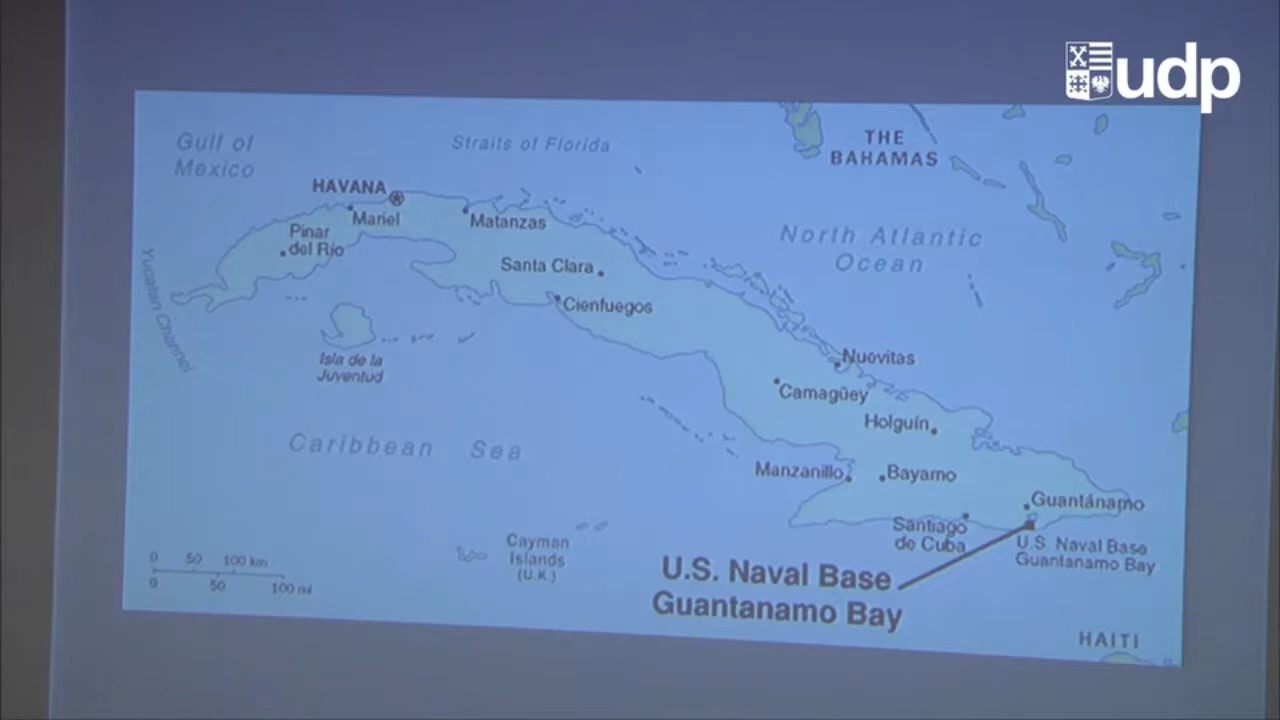 udp
Gulf of
Mexico
Straits of Florida
THE
BAHAMAS
HAVANA
Mariel
Matanzas
Pinar
del Río
North Atlantic
Ocean
Yucatan Channel
Santa Clara
Cienfuegos
Isla de la
Juventud
Nuevitas
Camagüey
Holguín
Caribbean Sea
Manzanillo
Bayamo
Guantánamo
Santiago
de Cuba
U.S. Naval Base
Guantanamo Bay
Cayman
Islands
(U.K.)
0 50 100 km
0 50 100 mi
U.S. Naval Base
Guantanamo Bay
HAITI